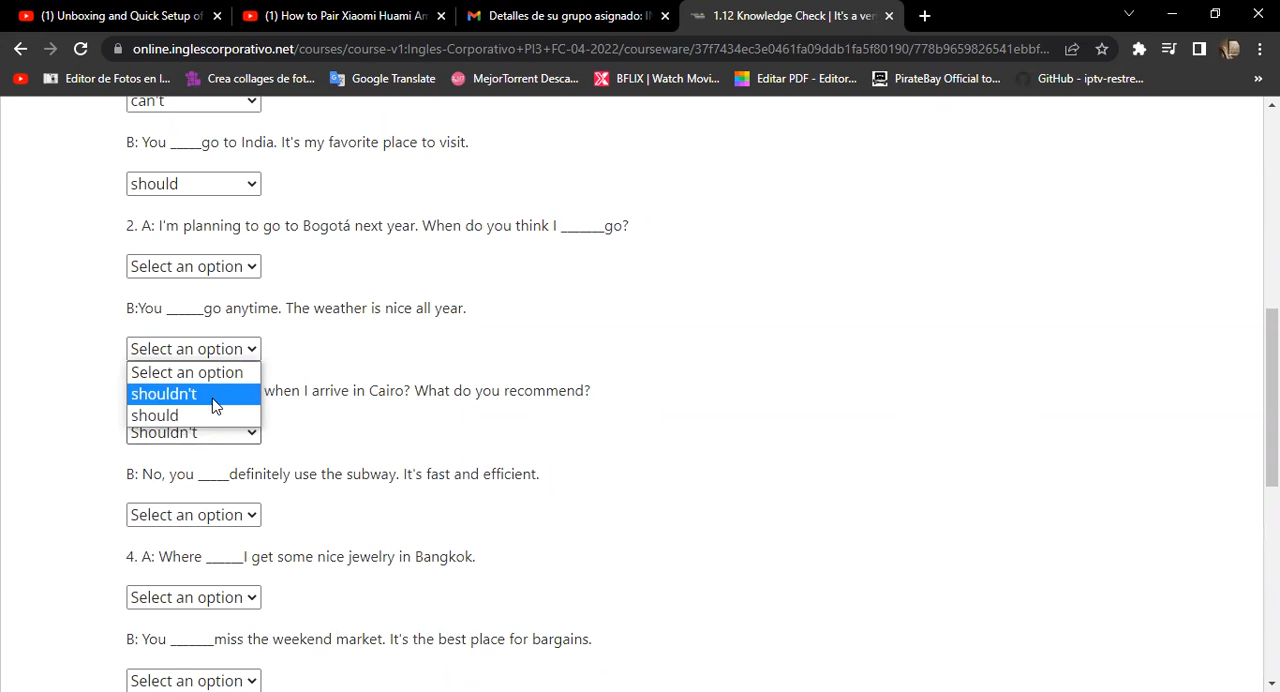 (1) Unboxing and Quick Setup of
(1) How to Pair Xiaomi Huami Am
Detalles de su grupo asignado: IN
1.12 Knowledge Check | It's a ver
online.inglescorporativo.net/courses/course-v1:Ingles-Corporativo+PI3+FC-04-2022/courseware/37f7434ec3e0461fa09ddb1fa5f80190/778b9659826541ebbf...
Editor de Fotos en l...
Crea collages de fot...
Google Translate
MejorTorrent Desca...
BFLIX | Watch Movi...
Editar PDF - Editor...
PirateBay Official to...
GitHub - iptv-restre...
»
can't
B: You _____go to India. It's my favorite place to visit.
should
2. A: I'm planning to go to Bogotá next year. When do you think I _______go?
Select an option
B:You ______go anytime. The weather is nice all year.
Select an option
Select an option
shouldn't
when I arrive in Cairo? What do you recommend?
should
Shouldn't
B: No, you _____definitely use the subway. It's fast and efficient.
Select an option
4. A: Where ______I get some nice jewelry in Bangkok.
Select an option
B: You _______miss the weekend market. It's the best place for bargains.
Select an option